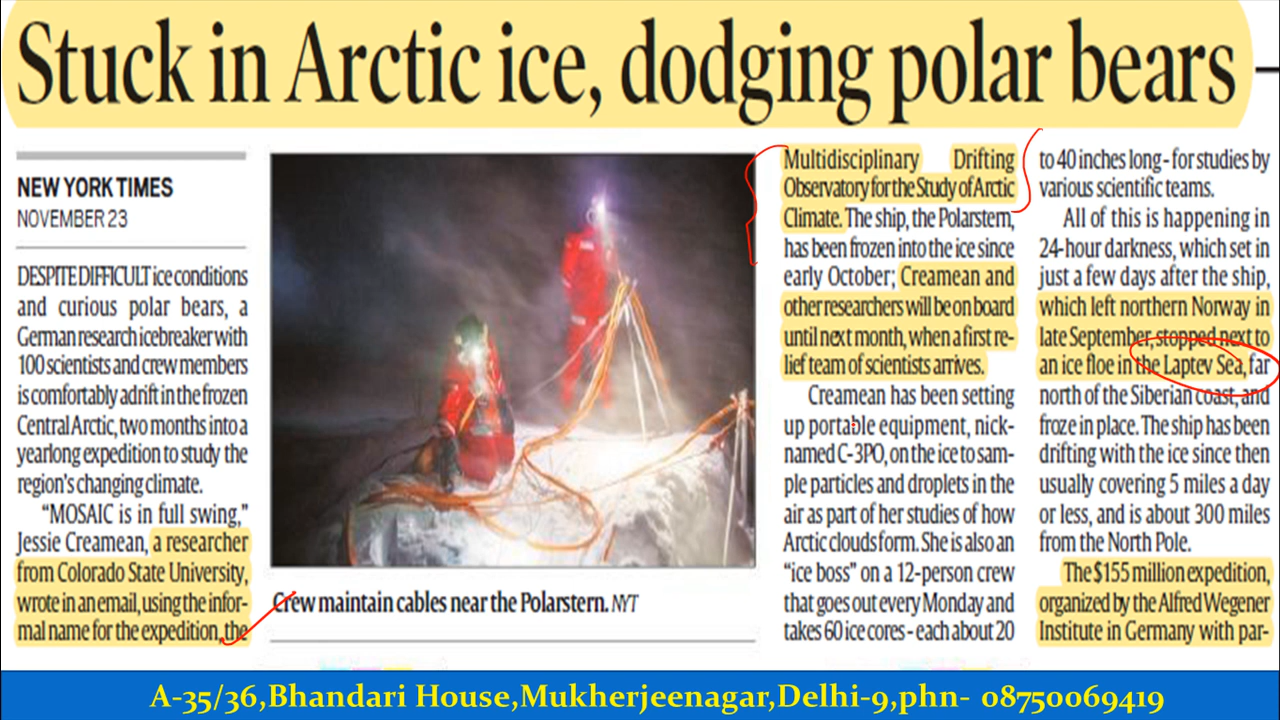 Stuck in Arctic ice, dodging polar bears
NEW YORK TIMES
NOVEMBER 23
DESPITE DIFFICULT ice conditions
and curious polar bears, a
German research icebreaker with
100 scientists and crew members
is comfortably adrift in the frozen
Central Arctic, two months into a
yearlong expedition to study the
region's changing climate.
"MOSAIC is in full swing,"
Jessie Creamean, a researcher
from Colorado State University,
wrote in an email, using the infor-
mal name for the expedition, the
Crew maintain cables near the Polarstern. NYT
Multidisciplinary Drifting
Observatory for the Study of Arctic
Climate. The ship, the Polarstern,
has been frozen into the ice since
early October; Creamean and
other researchers will be on board
until next month, when a first re-
lief team of scientists arrives.
Creamean has been setting
up portable equipment, nick-
named C-3PO, on the ice to sam-
ple particles and droplets in the
air as part of her studies of how
Arctic clouds form. She is also an
"ice boss" on a 12-person crew
that goes out every Monday and
takes 60 ice cores - each about 20
to 40 inches long - for studies by
various scientific teams.
All of this is happening in
24-hour darkness, which set in
just a few days after the ship,
which left northern Norway in
late September, stopped next to
an ice floe in the Laptev Sea, far
north of the Siberian coast, and
froze in place. The ship has been
drifting with the ice since then
usually covering 5 miles a day
or less, and is about 300 miles
from the North Pole.
The $155 million expedition,
organized by the Alfred Wegener
Institute in Germany with par-
A-35/36,Bhandari House,Mukherjeenagar,Delhi-9,phn- 08750069419